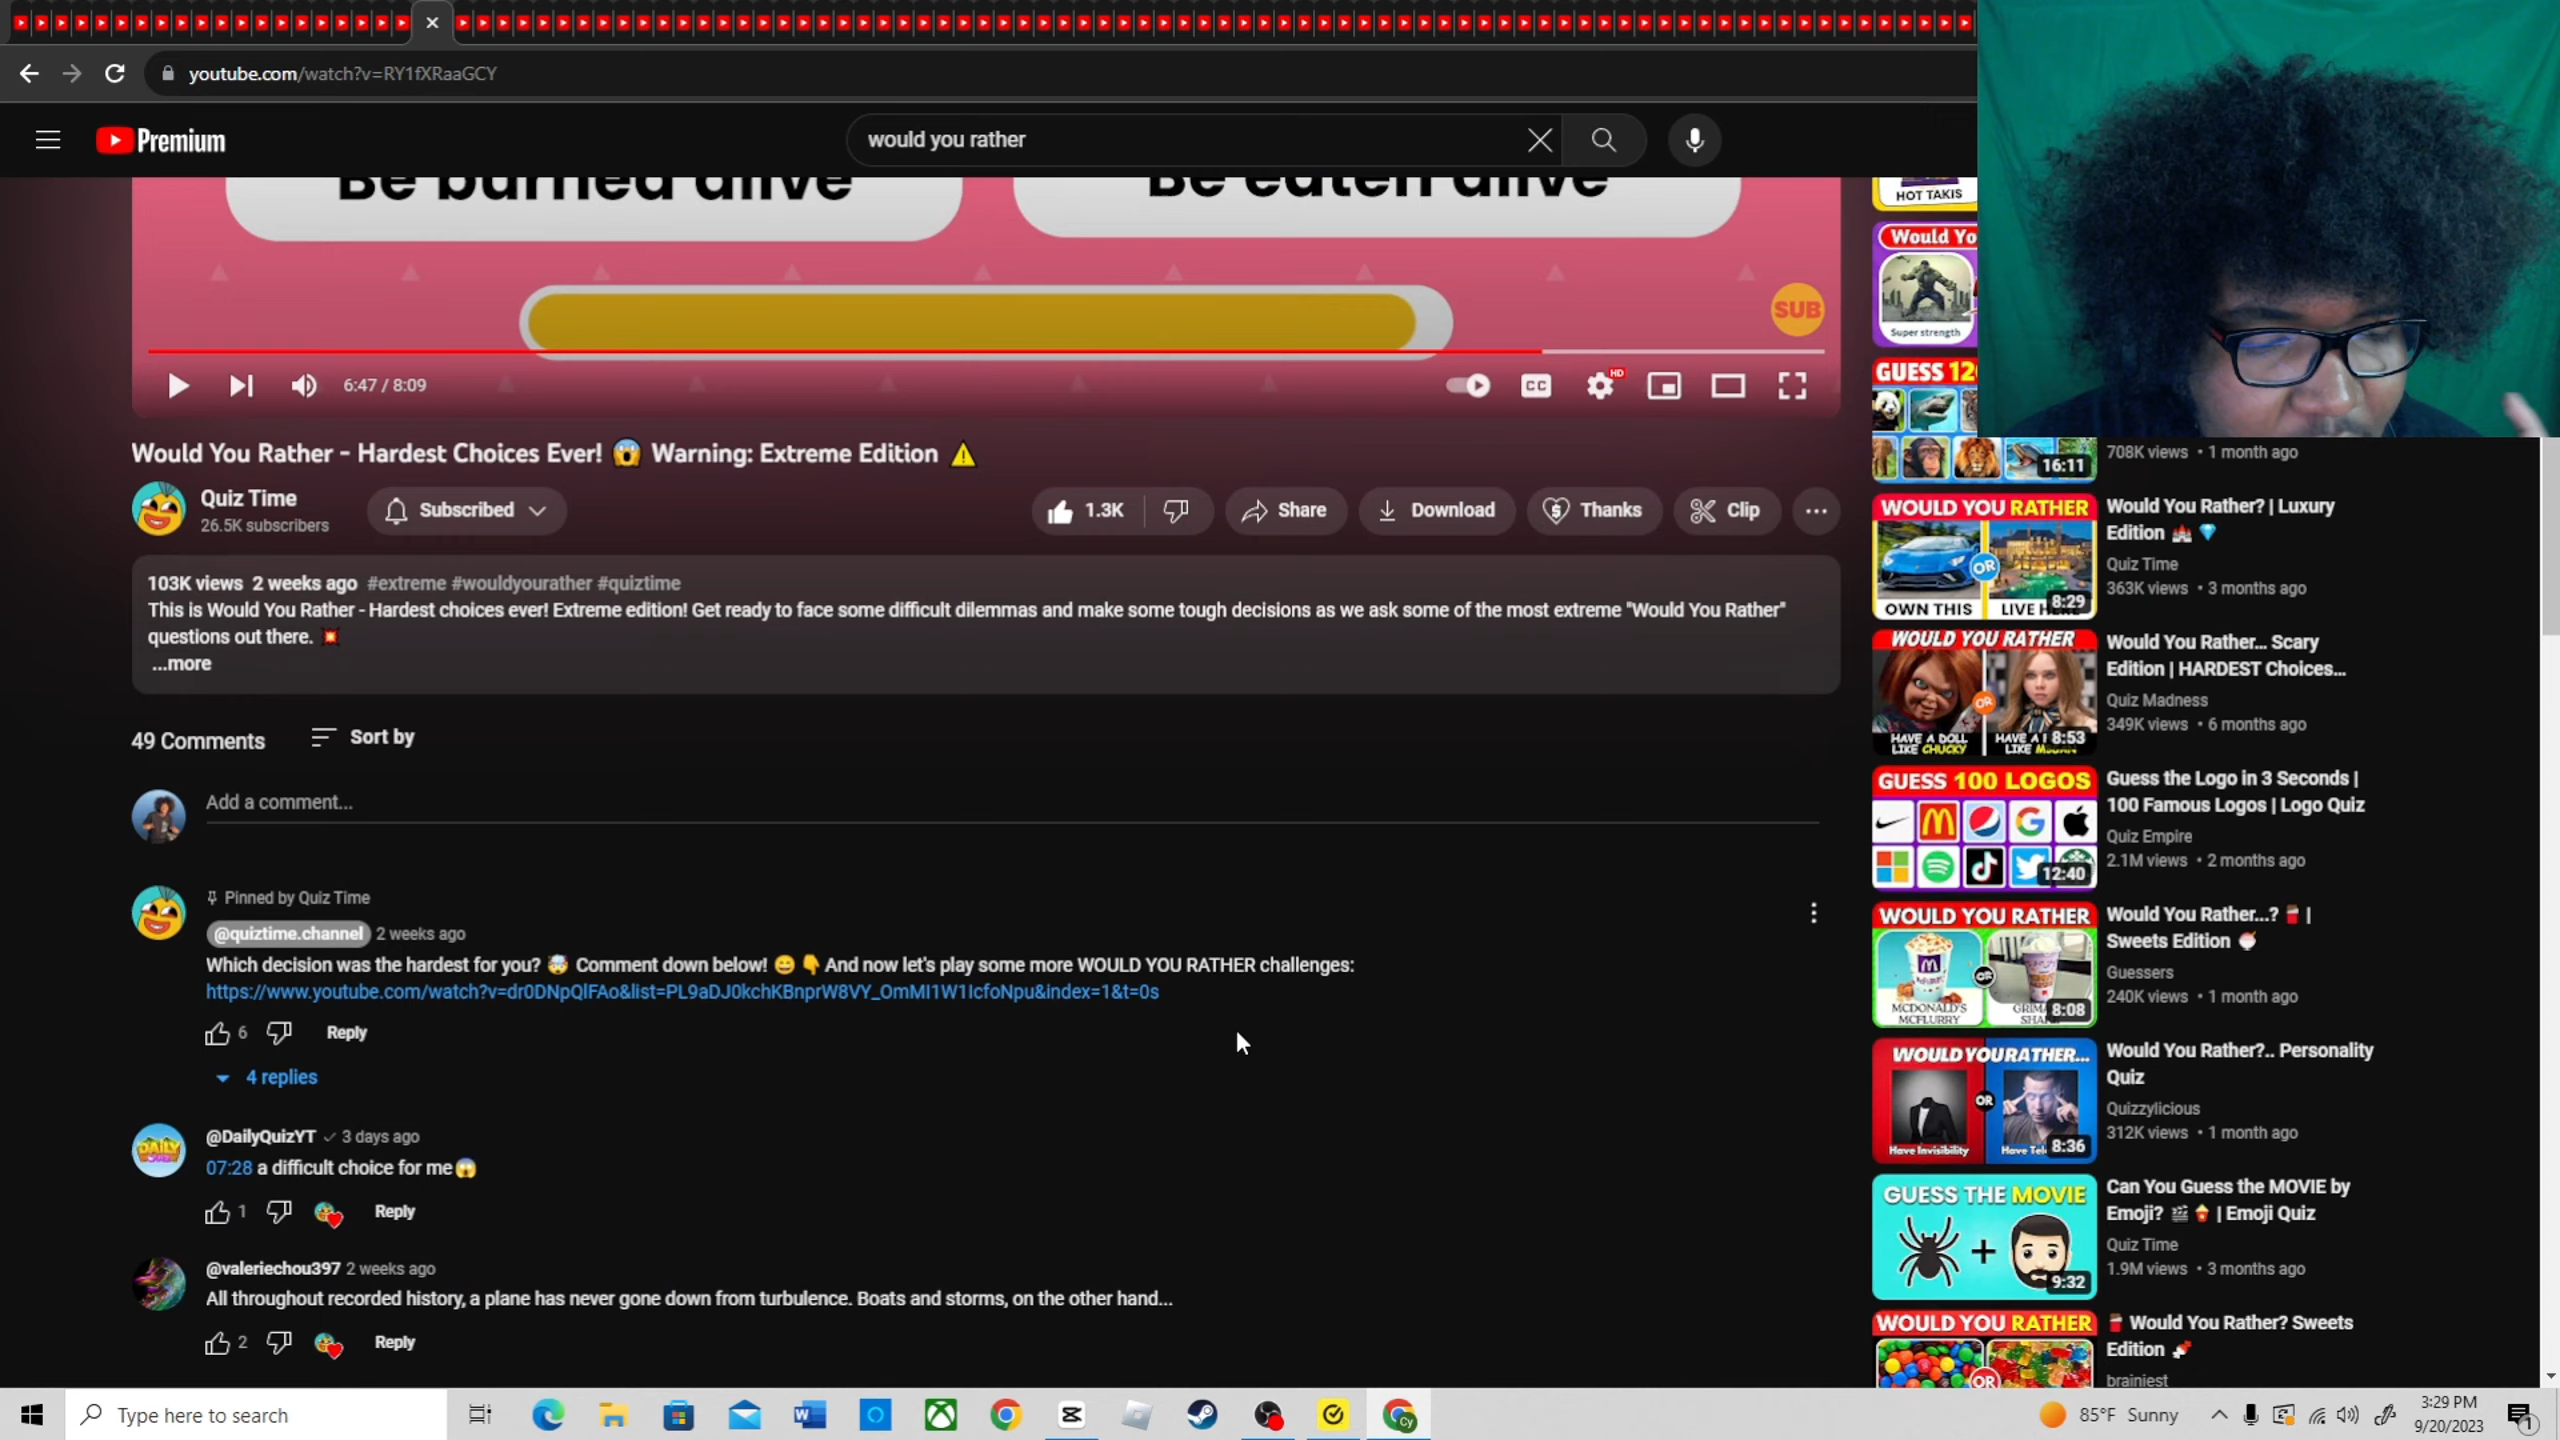 youtube.com/watch?v=RY1fXRaaGCY
Premium
would you rather
Be burned alive
Be eaten alive
SUB
6:47 / 8:09
CC
HD
Would You Rather - Hardest Choices Ever! 😱 Warning: Extreme Edition ⚠️
Quiz Time
26.5K subscribers
Subscribed
1.3K
Share
Download
Thanks
Clip
103K views 2 weeks ago #extreme #wouldyourather #quiztime
This is Would You Rather - Hardest choices ever! Extreme edition! Get ready to face some difficult dilemmas and make some tough decisions as we ask some of the most extreme "Would You Rather"
questions out there. 💥
...more
49 Comments
Sort by
Add a comment...
Pinned by Quiz Time
@quiztime.channel 2 weeks ago
Which decision was the hardest for you? 🤯 Comment down below! 😄 👇 And now let's play some more WOULD YOU RATHER challenges:
https://www.youtube.com/watch?v=dr0DNpQlFAo&list=PL9aDJ0kchKBnprW8VY_OmMI1W1IcfoNpu&index=1&t=0s
6
Reply
4 replies
@DailyQuizYT 3 days ago
07:28 a difficult choice for me😱
1
Reply
@valeriechou397 2 weeks ago
All throughout recorded history, a plane has never gone down from turbulence. Boats and storms, on the other hand...
2
Reply
HOT TAKIS
Would Yo
Super strength
GUESS 12
16:11
708K views • 1 month ago
WOULD YOU RATHER
OR
OWN THIS
LIVE
8:29
Would You Rather? | Luxury
Edition 🏰 💎
Quiz Time
363K views • 3 months ago
WOULD YOU RATHER
OR
HAVE A DOLL
LIKE CHUCKY
HAVE A
LIKE
8:53
Would You Rather... Scary
Edition | HARDEST Choices...
Quiz Madness
349K views • 6 months ago
GUESS 100 LOGOS
12:40
Guess the Logo in 3 Seconds |
100 Famous Logos | Logo Quiz
Quiz Empire
2.1M views • 2 months ago
WOULD YOU RATHER
OR
MCDONALD'S
MCFLURRY
8:08
Would You Rather...? 🍫 |
Sweets Edition 🍨
Guessers
240K views • 1 month ago
WOULD YOU RATHER...
OR
Have Invisibility
Have Tel
8:36
Would You Rather?.. Personality
Quiz
Quizzylicious
312K views • 1 month ago
GUESS THE MOVIE
+
9:32
Can You Guess the MOVIE by
Emoji? 🎬 🍿 | Emoji Quiz
Quiz Time
1.9M views • 3 months ago
WOULD YOU RATHER
OR
🍫 Would You Rather? Sweets
Edition 🍬
brainiest
Type here to search
Cy
85°F Sunny
3:29 PM
9/20/2023
1